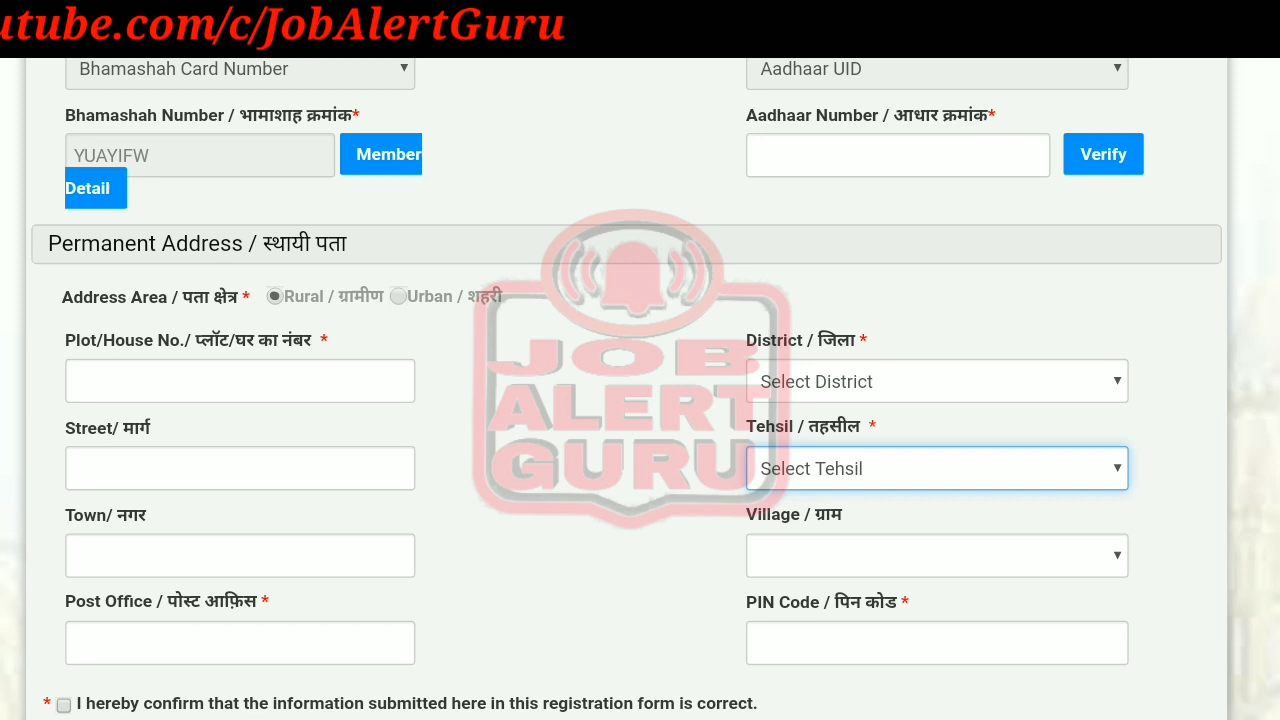 utube.com/c/JobAlertGuru
Bhamashah Card Number
Aadhaar UID
Bhamashah Number / भामाशाह क्रमांक*
Aadhaar Number / आधार क्रमांक*
YUAYIFW
Member
Detail
Verify
Permanent Address / स्थायी पता
Address Area / पता क्षेत्र * Rural / ग्रामीण Urban / शहरी
Plot/House No./ प्लॉट/घर का नंबर *
District / जिला *
Select District
Street/ मार्ग
Tehsil / तहसील *
Select Tehsil
Town/ नगर
Village / ग्राम
Post Office / पोस्ट आफ़िस *
PIN Code / पिन कोड *
* I hereby confirm that the information submitted here in this registration form is correct.
JOB
ALERT
GURU